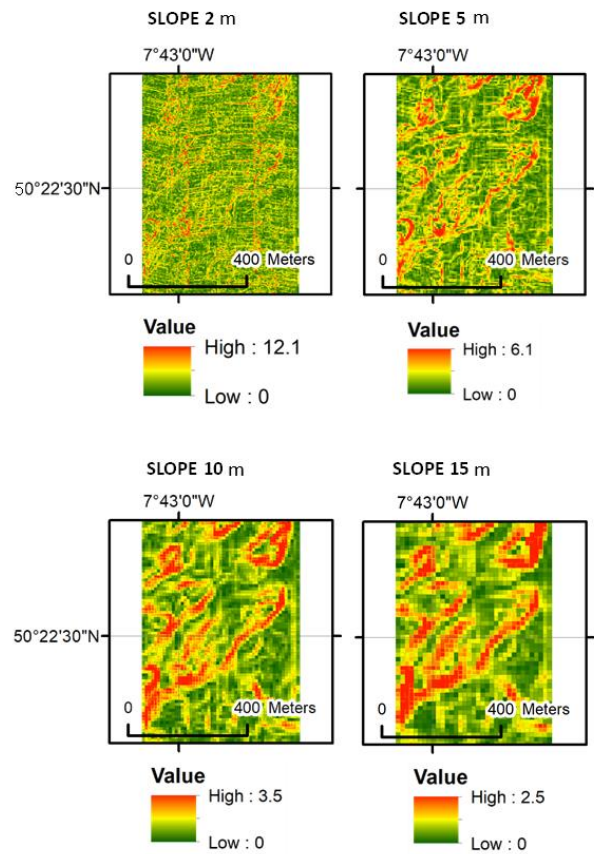 SLOPE 2 m
7°43'0"W
50°22'30"N
0 400 Meters
Value
High : 12.1
Low : 0
SLOPE 5 m
7°43'0"W
0 400 Meters
Value
High : 6.1
Low : 0
SLOPE 10 m
7°43'0"W
50°22'30"N
0 400 Meters
Value
High : 3.5
Low : 0
SLOPE 15 m
7°43'0"W
0 400 Meters
Value
High : 2.5
Low : 0